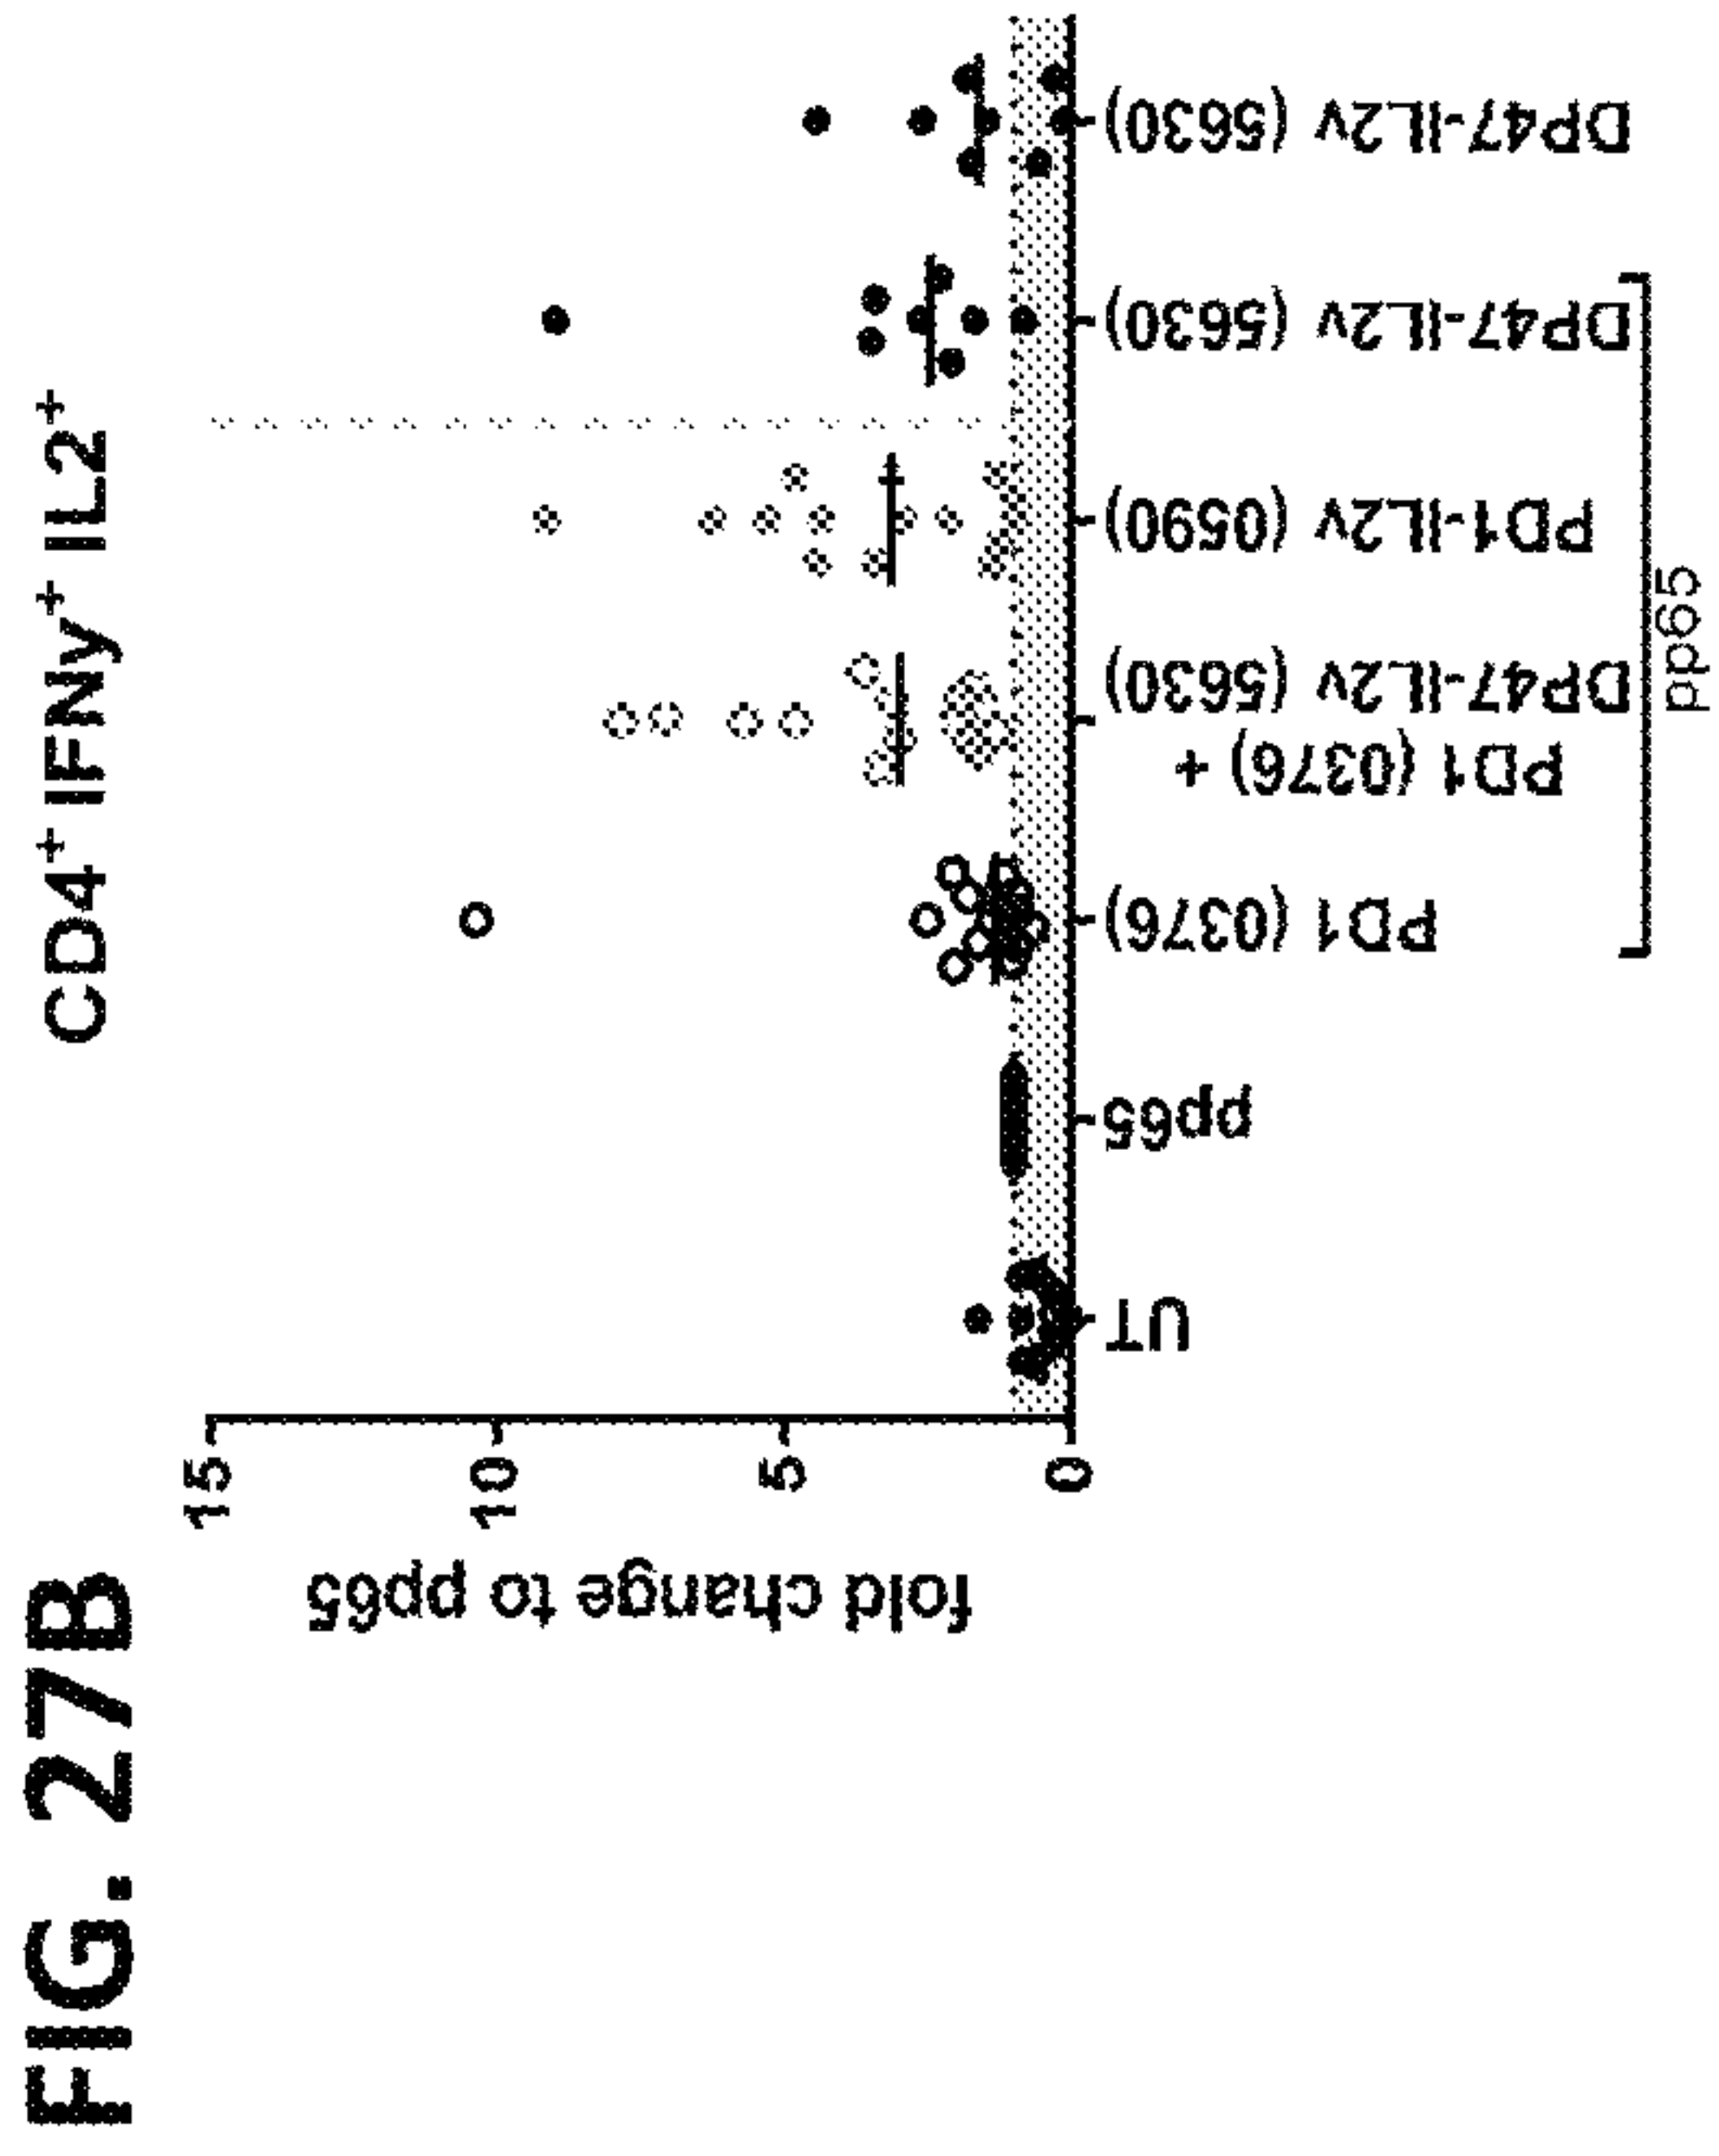 FIG. 27B
CD4+ IFNy+ IL2+
fold change to pp65
15
10
5
0
UT
pp65
PD1 (0376)
PD1 (0376) +
DP47-IL2v (5630)
PD1-IL2v (0590)
DP47-IL2v (5630)
DP47-IL2v (5630)
pp65